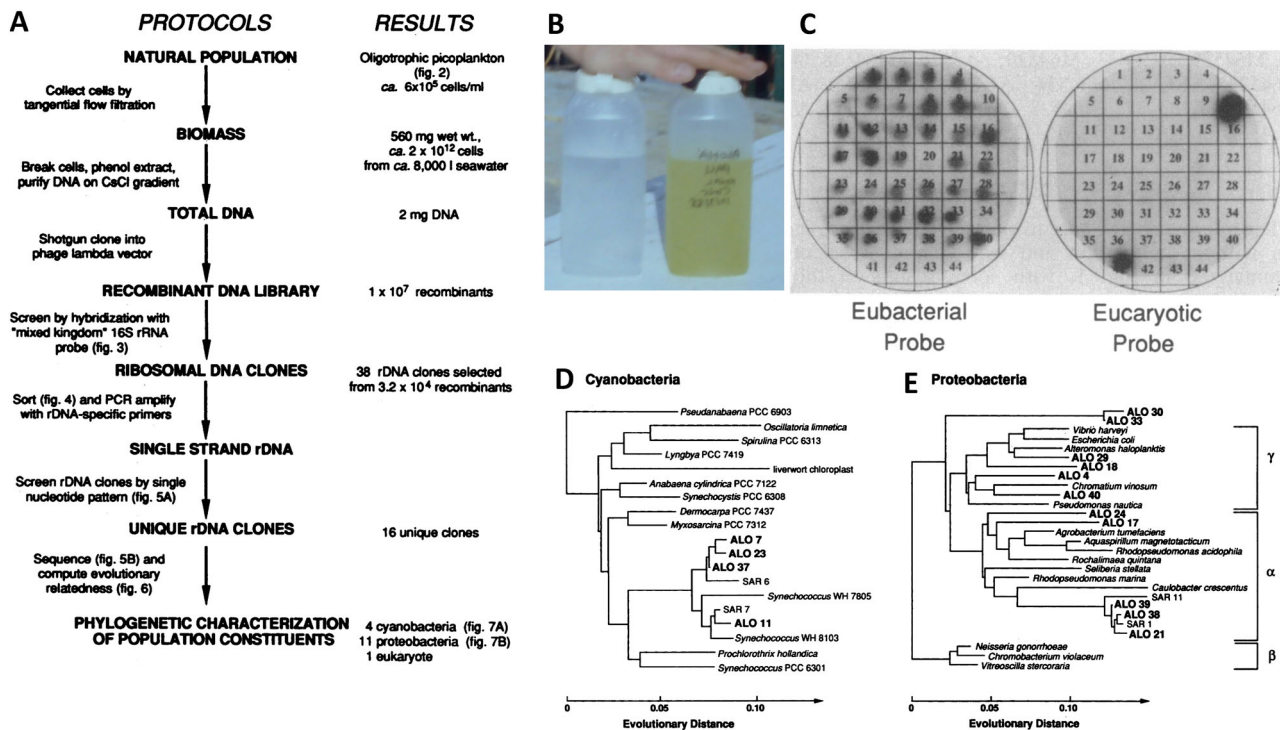 A
PROTOCOLS
RESULTS
NATURAL POPULATION
Oligotrophic picoplankton
(fig. 2)
ca. 6x10⁵ cells/ml
Collect cells by
tangential flow filtration
BIOMASS
560 mg wet wt.,
ca. 2 x 10¹² cells
from ca. 8,000 l seawater
Break cells, phenol extract,
purify DNA on CsCl gradient
TOTAL DNA
2 mg DNA
Shotgun clone into
phage lambda vector
RECOMBINANT DNA LIBRARY
1 x 10⁷ recombinants
Screen by hybridization with
"mixed kingdom" 16S rRNA
probe (fig. 3)
RIBOSOMAL DNA CLONES
38 rDNA clones selected
from 3.2 x 10⁴ recombinants
Sort (fig. 4) and PCR amplify
with rDNA-specific primers
SINGLE STRAND rDNA
Screen rDNA clones by single
nucleotide pattern (fig. 5A)
UNIQUE rDNA CLONES
16 unique clones
Sequence (fig. 5B) and
compute evolutionary
relatedness (fig. 6)
PHYLOGENETIC CHARACTERIZATION
OF POPULATION CONSTITUENTS
4 cyanobacteria (fig. 7A)
11 proteobacteria (fig. 7B)
1 eukaryote
B
C
4
5 6 7 8 9 10
11 12 13 14 15 16
17 19 20 21 22
23 24 25 26 27 28
29 30 31 32 33 34
35 36 37 38 39 40
41 42 43 44
Eubacterial
Probe
1 2 3 4
5 6 7 8 9
11 12 13 14 15 16
17 18 19 20 21 22
23 24 25 26 27 28
29 30 31 32 33 34
35 36 37 38 39 40
42 43 44
Eucaryotic
Probe
D Cyanobacteria
Pseudanabaena PCC 6903
Oscillatoria limnetica
Spirulina PCC 6313
Lyngbya PCC 7419
liverwort chloroplast
Anabaena cylindrica PCC 7122
Synechocystis PCC 6308
Dermocarpa PCC 7437
Myxosarcina PCC 7312
ALO 7
ALO 23
ALO 37
SAR 6
Synechococcus WH 7805
SAR 7
ALO 11
Synechococcus WH 8103
Prochlorothrix hollandica
Synechococcus PCC 6301
0 0.05 0.10
Evolutionary Distance
E Proteobacteria
ALO 30
ALO 33
Vibrio harveyi
Escherichia coli
Alteromonas haloplanktis
ALO 29
ALO 18
ALO 4
Chromatium vinosum
ALO 40
Pseudomonas nautica
γ
ALO 24
ALO 17
Agrobacterium tumefaciens
Aquaspirillum magnetotacticum
Rhodopseudomonas acidophila
Rochalimaea quintana
Seliberia stellata
Rhodopseudomonas marina
Caulobacter crescentus
SAR 11
ALO 39
ALO 38
SAR 1
ALO 21
α
Neisseria gonorrhoeae
Chromobacterium violaceum
Vitreoscilla stercoraria
β
0 0.05 0.10
Evolutionary Distance